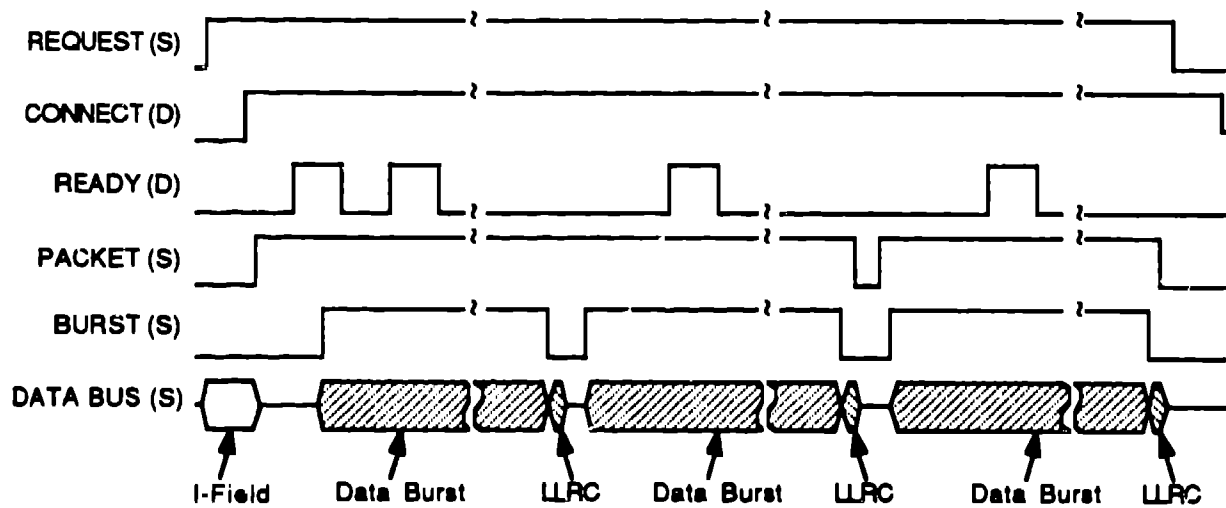 REQUEST (S)
CONNECT (D)
READY (D)
PACKET (S)
BURST (S)
DATA BUS (S)
I-Field Data Burst LLRC Data Burst LLRC Data Burst LLRC